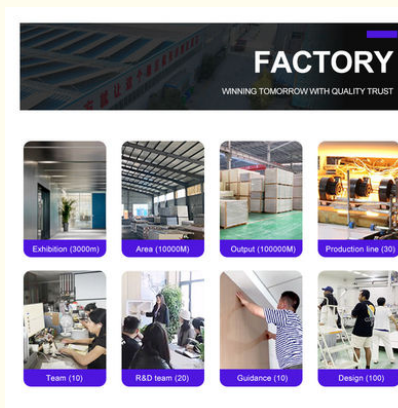 FACTORY
WINNING TOMORROW WITH QUALITY TRUST
Exhibition (3000m)
Area (10000M)
Output (100000M)
Production line (30)
Team (10)
R&D team (20)
Guidance (10)
Design (100)